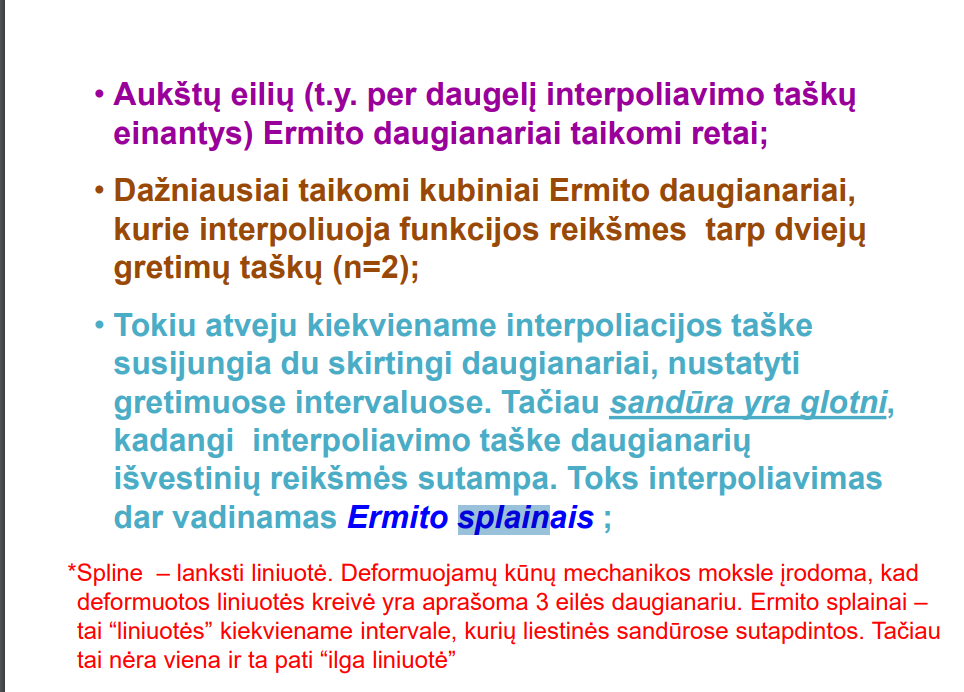 • Aukštų eilių (t.y. per daugelį interpoliavimo taškų
einantys) Ermito daugianariai taikomi retai;
• Dažniausiai taikomi kubiniai Ermito daugianariai,
kurie interpoliuoja funkcijos reikšmes tarp dviejų
gretimų taškų (n=2);
• Tokiu atveju kiekviename interpoliacijos taške
susijungia du skirtingi daugianariai, nustatyti
gretimuose intervaluose. Tačiau sandūra yra glotni,
kadangi interpoliavimo taške daugianarių
išvestinių reikšmės sutampa. Toks interpoliavimas
dar vadinamas Ermito splainais ;
*Spline – lanksti liniuotė. Deformuojamų kūnų mechanikos moksle įrodoma, kad
deformuotos liniuotės kreivė yra aprašoma 3 eilės daugianariu. Ermito splainai –
tai “liniuotės” kiekviename intervale, kurių liestinės sandūrose sutapdintos. Tačiau
tai nėra viena ir ta pati “ilga liniuotė”